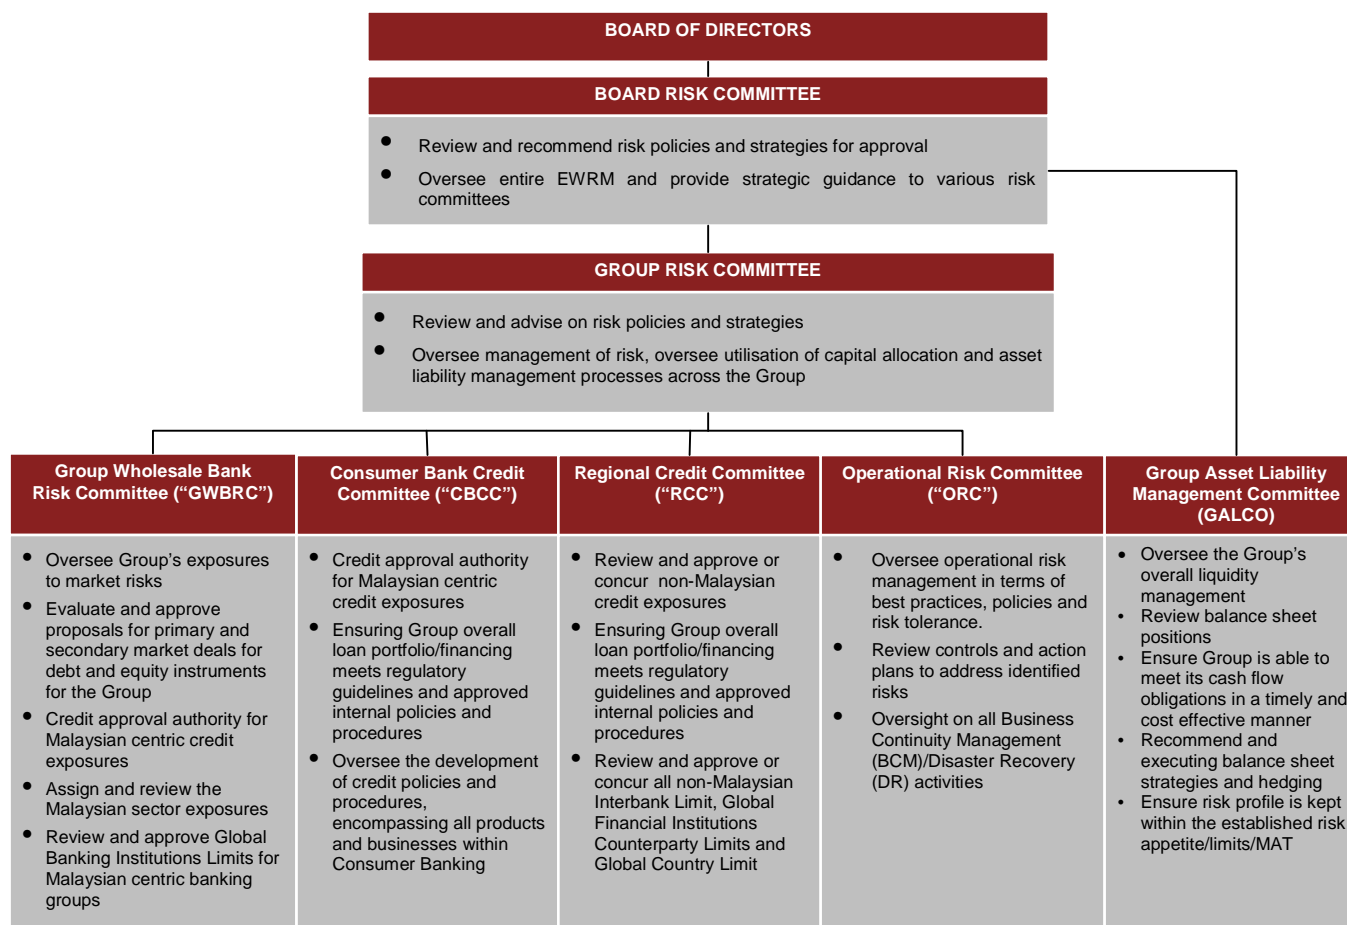 BOARD OF DIRECTORS
BOARD RISK COMMITTEE
• Review and recommend risk policies and strategies for approval
• Oversee entire EWRM and provide strategic guidance to various risk
committees
GROUP RISK COMMITTEE
• Review and advise on risk policies and strategies
• Oversee management of risk, oversee utilisation of capital allocation and asset
liability management processes across the Group
Group Wholesale Bank
Risk Committee (“GWBRC”)
• Oversee Group’s exposures
to market risks
• Evaluate and approve
proposals for primary and
secondary market deals for
debt and equity instruments
for the Group
• Credit approval authority for
Malaysian centric credit
exposures
• Assign and review the
Malaysian sector exposures
• Review and approve Global
Banking Institutions Limits for
Malaysian centric banking
groups
Consumer Bank Credit
Committee (“CBCC”)
• Credit approval authority
for Malaysian centric
credit exposures
• Ensuring Group overall
loan portfolio/financing
meets regulatory
guidelines and approved
internal policies and
procedures
• Oversee the development
of credit policies and
procedures,
encompassing all products
and businesses within
Consumer Banking
Regional Credit Committee
(“RCC”)
• Review and approve or
concur non-Malaysian
credit exposures
• Ensuring Group overall
loan portfolio/financing
meets regulatory
guidelines and approved
internal policies and
procedures
• Review and approve or
concur all non-Malaysian
Interbank Limit, Global
Financial Institutions
Counterparty Limits and
Global Country Limit
Operational Risk Committee
(“ORC”)
• Oversee operational risk
management in terms of
best practices, policies and
risk tolerance.
• Review controls and action
plans to address identified
risks
• Oversight on all Business
Continuity Management
(BCM)/Disaster Recovery
(DR) activities
Group Asset Liability
Management Committee
(GALCO)
• Oversee the Group’s
overall liquidity
management
• Review balance sheet
positions
• Ensure Group is able to
meet its cash flow
obligations in a timely and
cost effective manner
• Recommend and
executing balance sheet
strategies and hedging
• Ensure risk profile is kept
within the established risk
appetite/limits/MAT